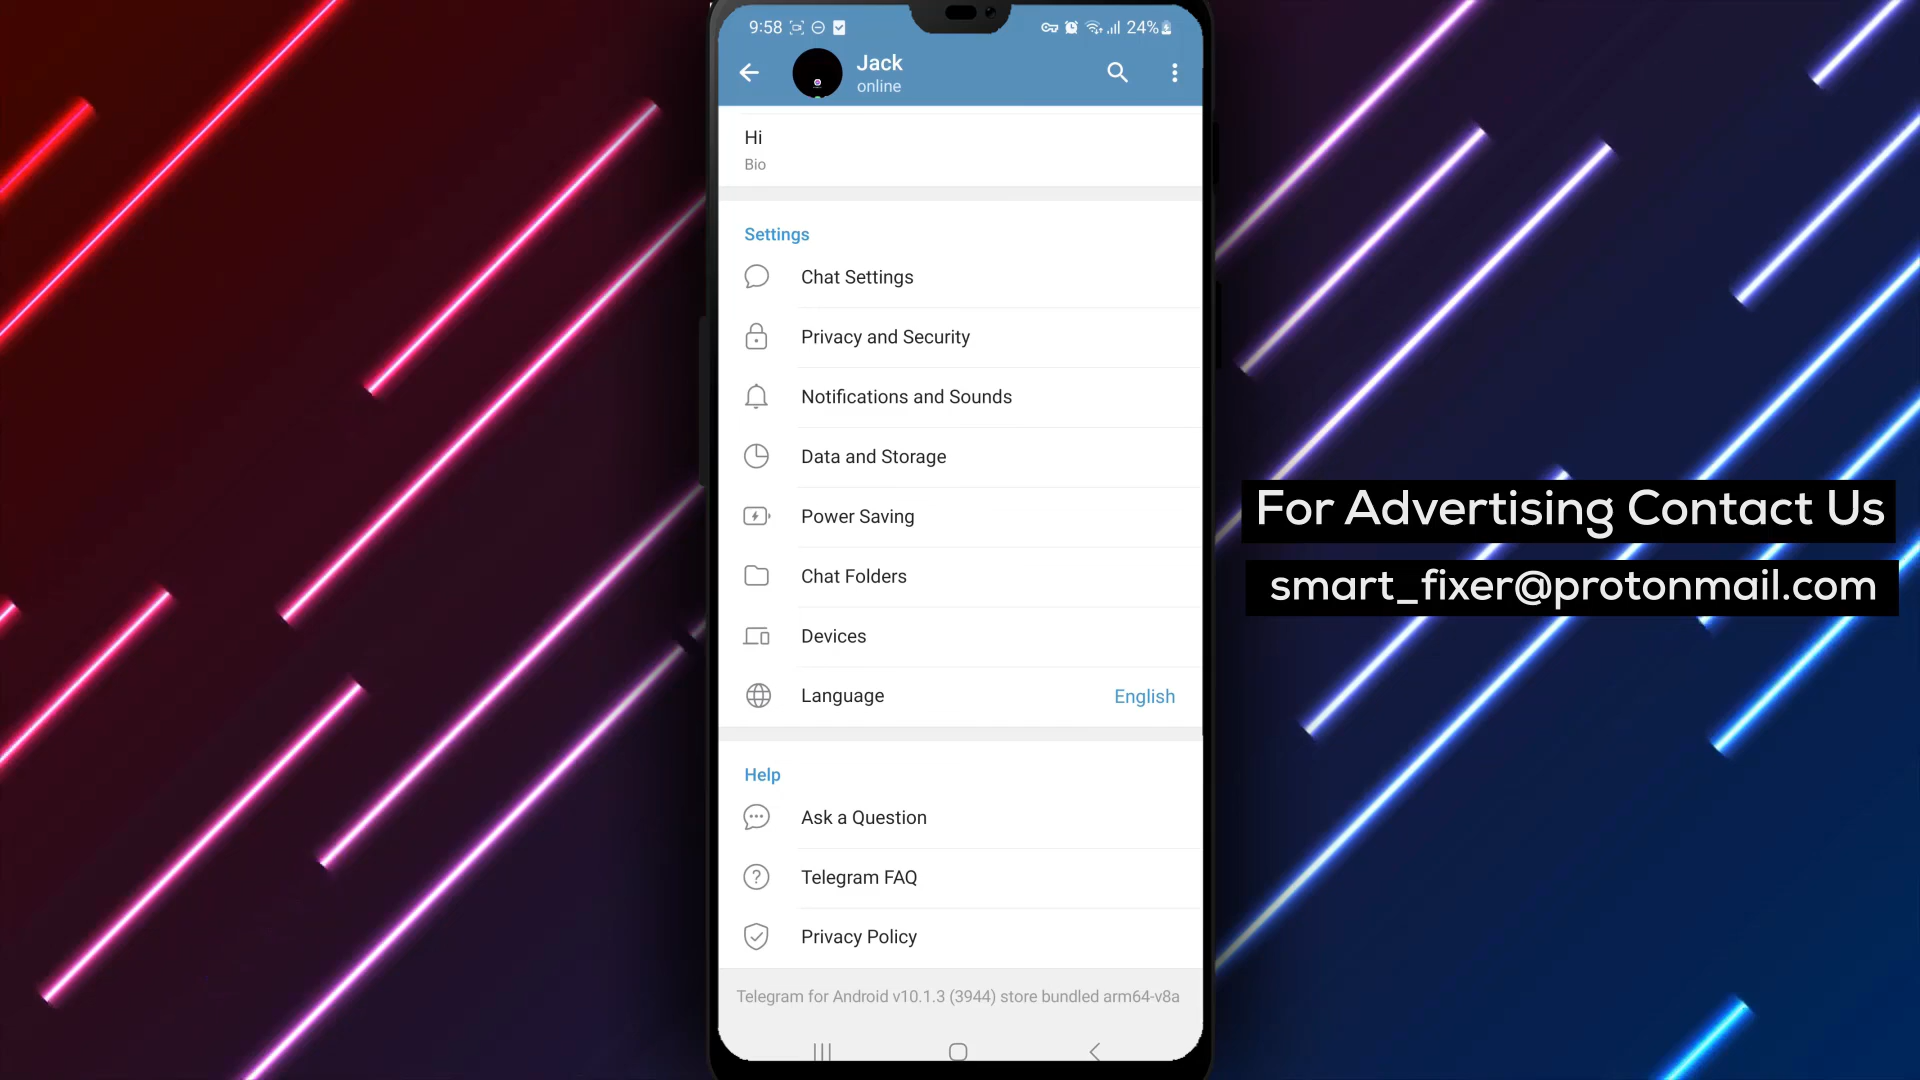 9:58
24%
Jack
online
Hi
Bio
Settings
Chat Settings
Privacy and Security
Notifications and Sounds
Data and Storage
Power Saving
Chat Folders
Devices
Language English
Help
Ask a Question
Telegram FAQ
Privacy Policy
Telegram for Android v10.1.3 (3944) store bundled arm64-v8a
For Advertising Contact Us
smart_fixer@protonmail.com